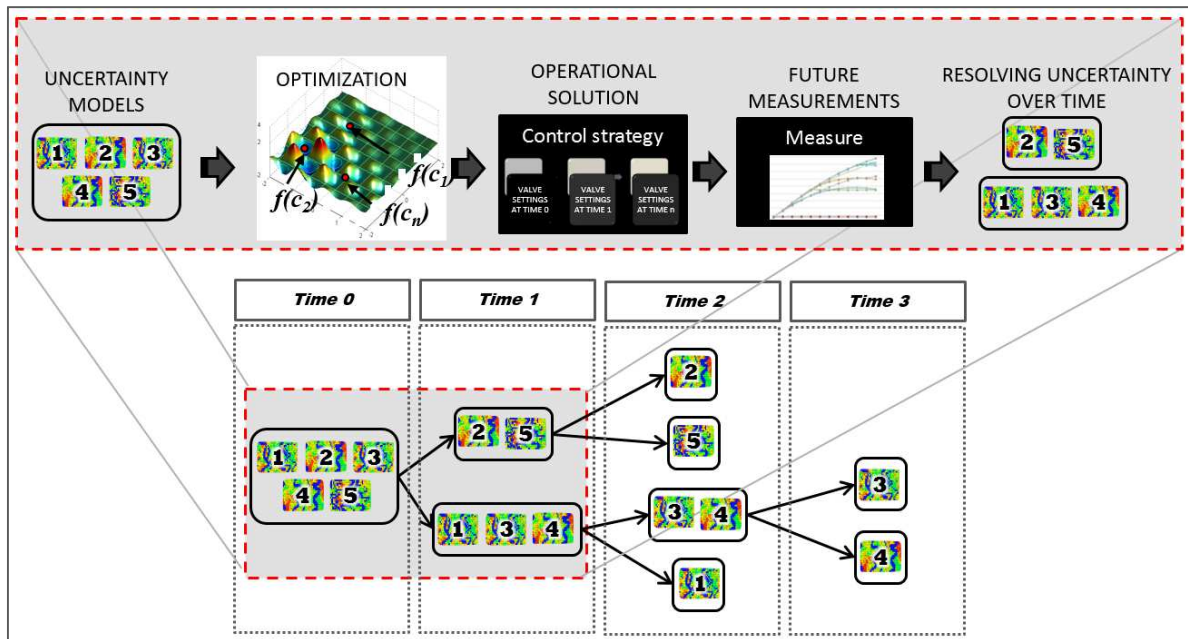 UNCERTAINTY
MODELS
1 2 3
4 5
OPTIMIZATION
f(c1)
f(c2)
f(cn)
OPERATIONAL
SOLUTION
Control strategy
VALVE
SETTINGS
AT TIME 0
VALVE
SETTINGS
AT TIME 1
VALVE
SETTINGS
AT TIME n
FUTURE
MEASUREMENTS
Measure
RESOLVING UNCERTAINTY
OVER TIME
2 5
1 3 4
Time 0
Time 1
Time 2
Time 3
1 2 3
4 5
2 5
1 3 4
2
5
3 4
1
3
4